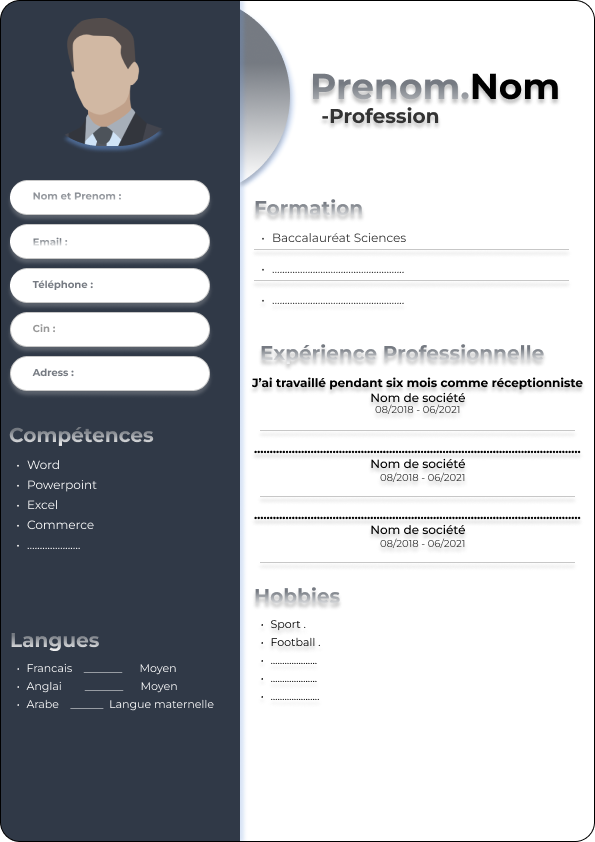 Prenom.Nom
-Profession
Nom et Prenom :
Email :
Téléphone :
Cin :
Adress :
Compétences
• Word
• Powerpoint
• Excel
• Commerce
• .....................
Langues
• Francais _______ Moyen
• Anglai _______ Moyen
• Arabe ______ Langue maternelle
Formation
• Baccalauréat Sciences
• .....................................................
• .....................................................
Expérience Professionnelle
J'ai travaillé pendant six mois comme réceptionniste
Nom de société
08/2018 - 06/2021
..................................................................................
Nom de société
08/2018 - 06/2021
..................................................................................
Nom de société
08/2018 - 06/2021
Hobbies
• Sport .
• Football .
• ...................
• ...................
• ....................